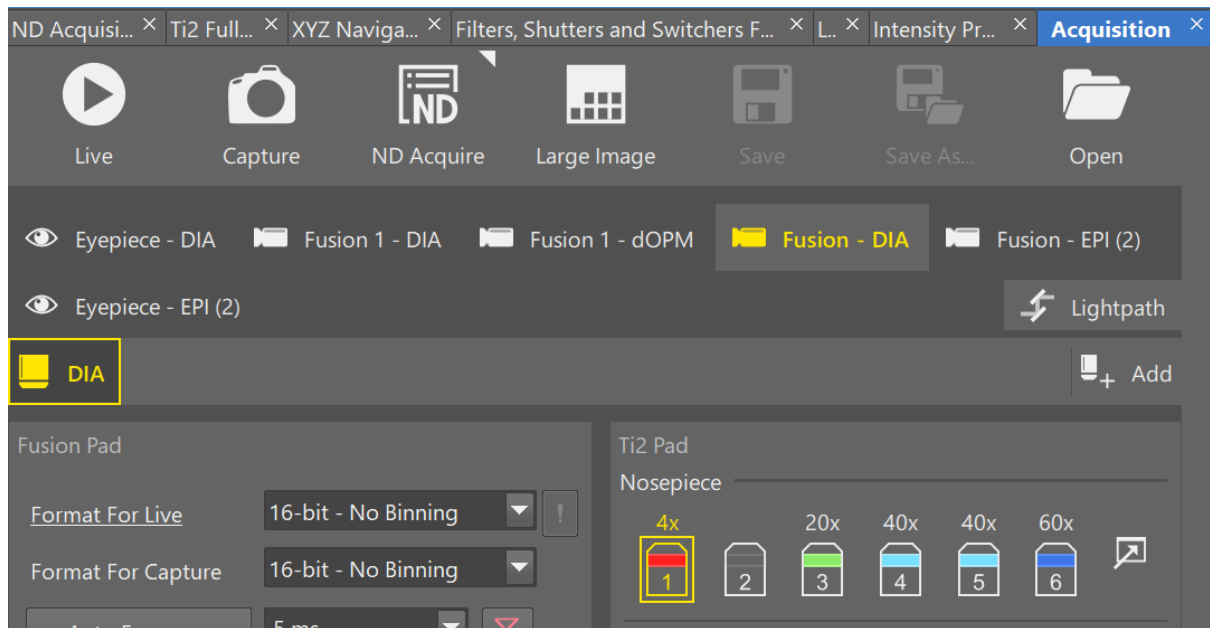 ND Acquisi... × Ti2 Full... × XYZ Naviga... × Filters, Shutters and Switchers F... × L.. × Intensity Pr... × Acquisition ×
ND
Live Capture ND Acquire Large Image Save Save As... Open
Eyepiece - DIA Fusion 1 - DIA Fusion 1 - dOPM Fusion - DIA Fusion - EPI (2)
Eyepiece - EPI (2) Lightpath
DIA Add
Fusion Pad Ti2 Pad
Nosepiece
Format For Live 16-bit - No Binning !
4x 20x 40x 40x 60x
Format For Capture 16-bit - No Binning
1 2 3 4 5 6
5 ms